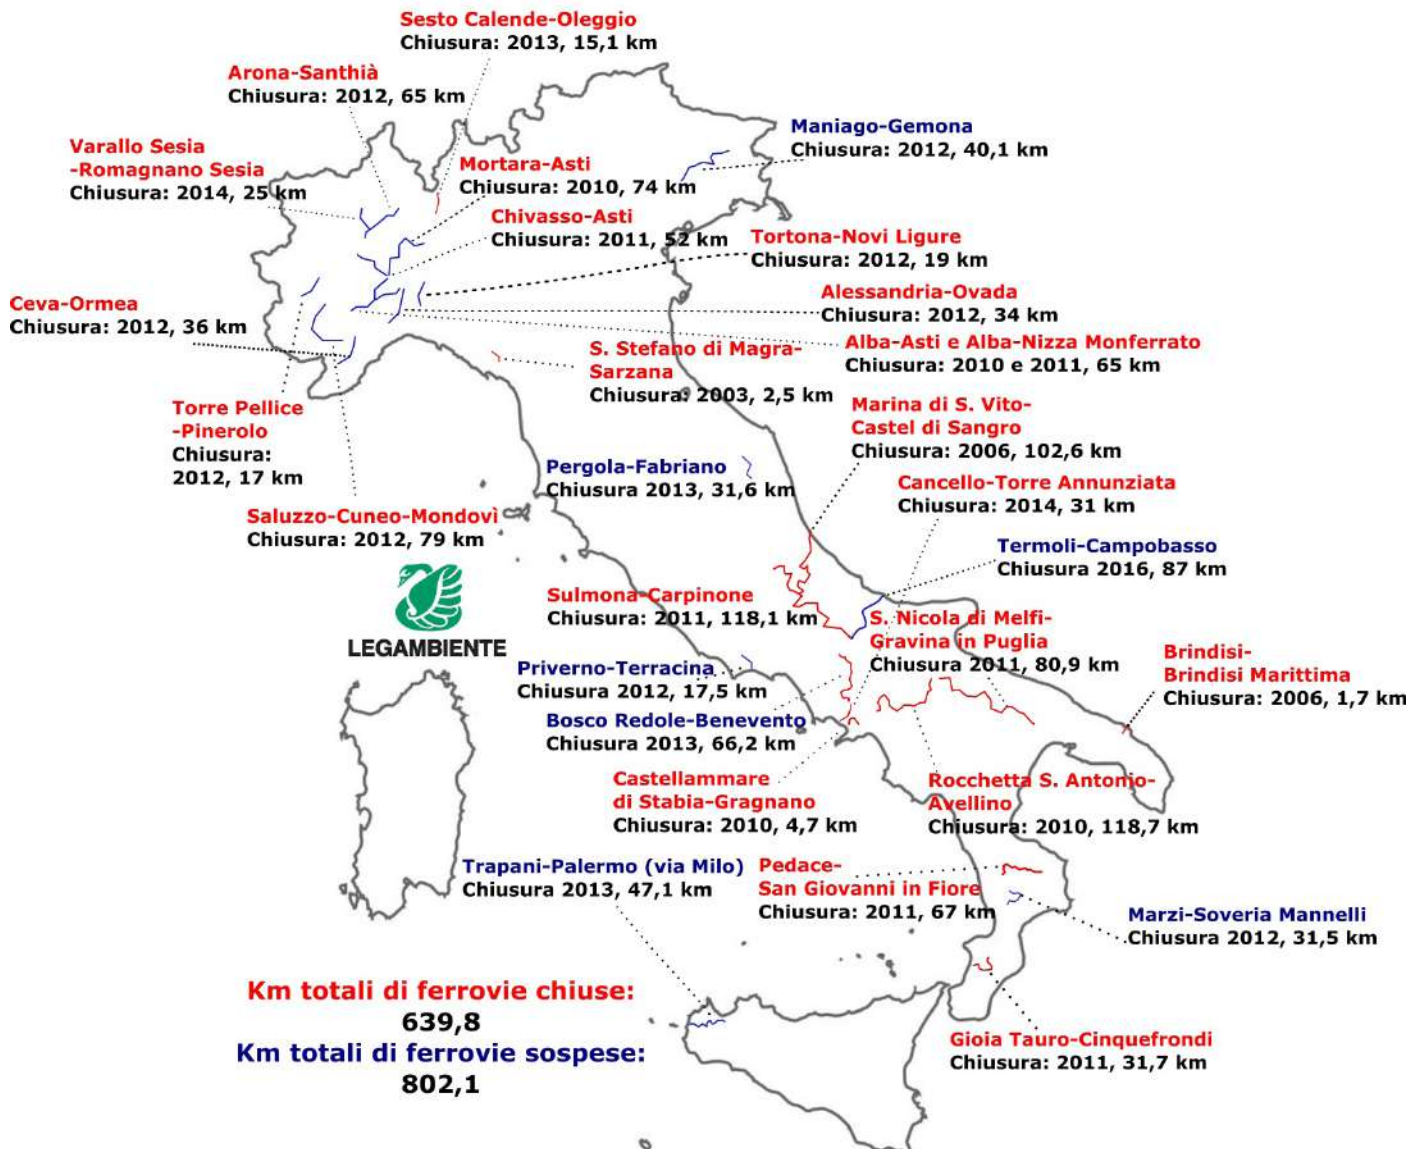 Sesto Calende-Oleggio
Chiusura: 2013, 15,1 km
Arona-Santhià
Chiusura: 2012, 65 km
Varallo Sesia
-Romagnano Sesia
Chiusura: 2014, 25 km
Mortara-Asti
Chiusura: 2010, 74 km
Chivasso-Asti
Chiusura: 2011, 52 km
Maniago-Gemona
Chiusura: 2012, 40,1 km
Tortona-Novi Ligure
Chiusura: 2012, 19 km
Alessandria-Ovada
Chiusura: 2012, 34 km
Alba-Asti e Alba-Nizza Monferrato
Chiusura: 2010 e 2011, 65 km
Ceva-Ormea
Chiusura: 2012, 36 km
S. Stefano di Magra-
Sarzana
Chiusura: 2003, 2,5 km
Torre Pellice
-Pinerolo
Chiusura:
2012, 17 km
Marina di S. Vito-
Castel di Sangro
Chiusura: 2006, 102,6 km
Pergola-Fabriano
Chiusura 2013, 31,6 km
Cancello-Torre Annunziata
Chiusura: 2014, 31 km
Saluzzo-Cuneo-Mondovì
Chiusura: 2012, 79 km
Termoli-Campobasso
Chiusura 2016, 87 km
LEGAMBIENTE
Sulmona-Carpinone
Chiusura: 2011, 118,1 km
S. Nicola di Melfi-
Gravina in Puglia
Chiusura 2011, 80,9 km
Brindisi-
Brindisi Marittima
Chiusura: 2006, 1,7 km
Priverno-Terracina
Chiusura 2012, 17,5 km
Bosco Redole-Benevento
Chiusura 2013, 66,2 km
Castellammare
di Stabia-Gragnano
Chiusura: 2010, 4,7 km
Rocchetta S. Antonio-
Avellino
Chiusura: 2010, 118,7 km
Trapani-Palermo (via Milo)
Chiusura 2013, 47,1 km
Pedace-
San Giovanni in Fiore
Chiusura: 2011, 67 km
Marzi-Soveria Mannelli
Chiusura 2012, 31,5 km
Km totali di ferrovie chiuse:
639,8
Km totali di ferrovie sospese:
802,1
Gioia Tauro-Cinquefrondi
Chiusura: 2011, 31,7 km